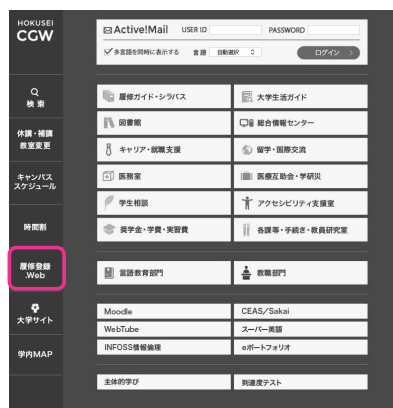 HOKUSEI
CGW
検 索
休講・補講
教室変更
キャンパス
スケジュール
時間割
履修登録
.Web
大学サイト
学内MAP
Active!Mail USER ID PASSWORD
多言語を同時に表示する 言語 自動選択 ログイン
履修ガイド・シラバス 大学生活ガイド
図書館 総合情報センター
キャリア・就職支援 留学・国際交流
医務室 医療互助会・学研災
学生相談 アクセシビリティ支援室
奨学金・学費・実習費 各課等・手続き・教員研究室
言語教育部門 教職部門
Moodle CEAS/Sakai
WebTube スーパー英語
INFOSS情報倫理 eポートフォリオ
主体的学び 到達度テスト